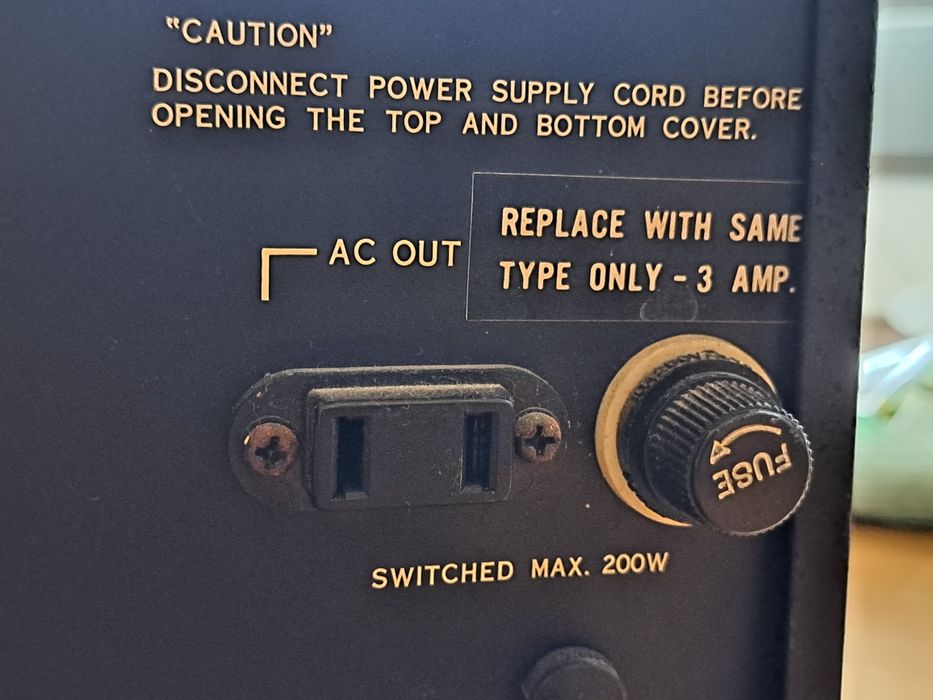 "CAUTION"
DISCONNECT POWER SUPPLY CORD BEFORE
OPENING THE TOP AND BOTTOM COVER.
AC OUT
REPLACE WITH SAME
TYPE ONLY - 3 AMP.
FUSE
SWITCHED MAX. 200W